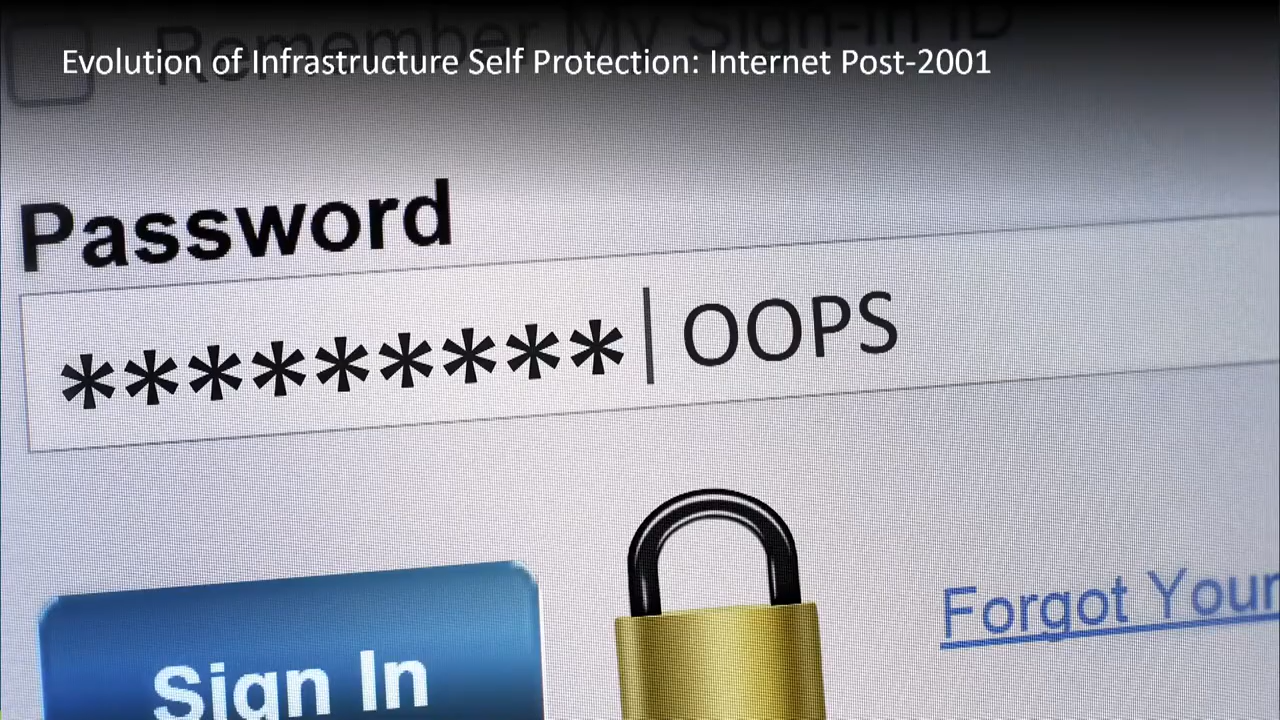 Remember My Sign-in ID
Evolution of Infrastructure Self Protection: Internet Post-2001
Password
*********| OOPS
Sign In
Forgot Your